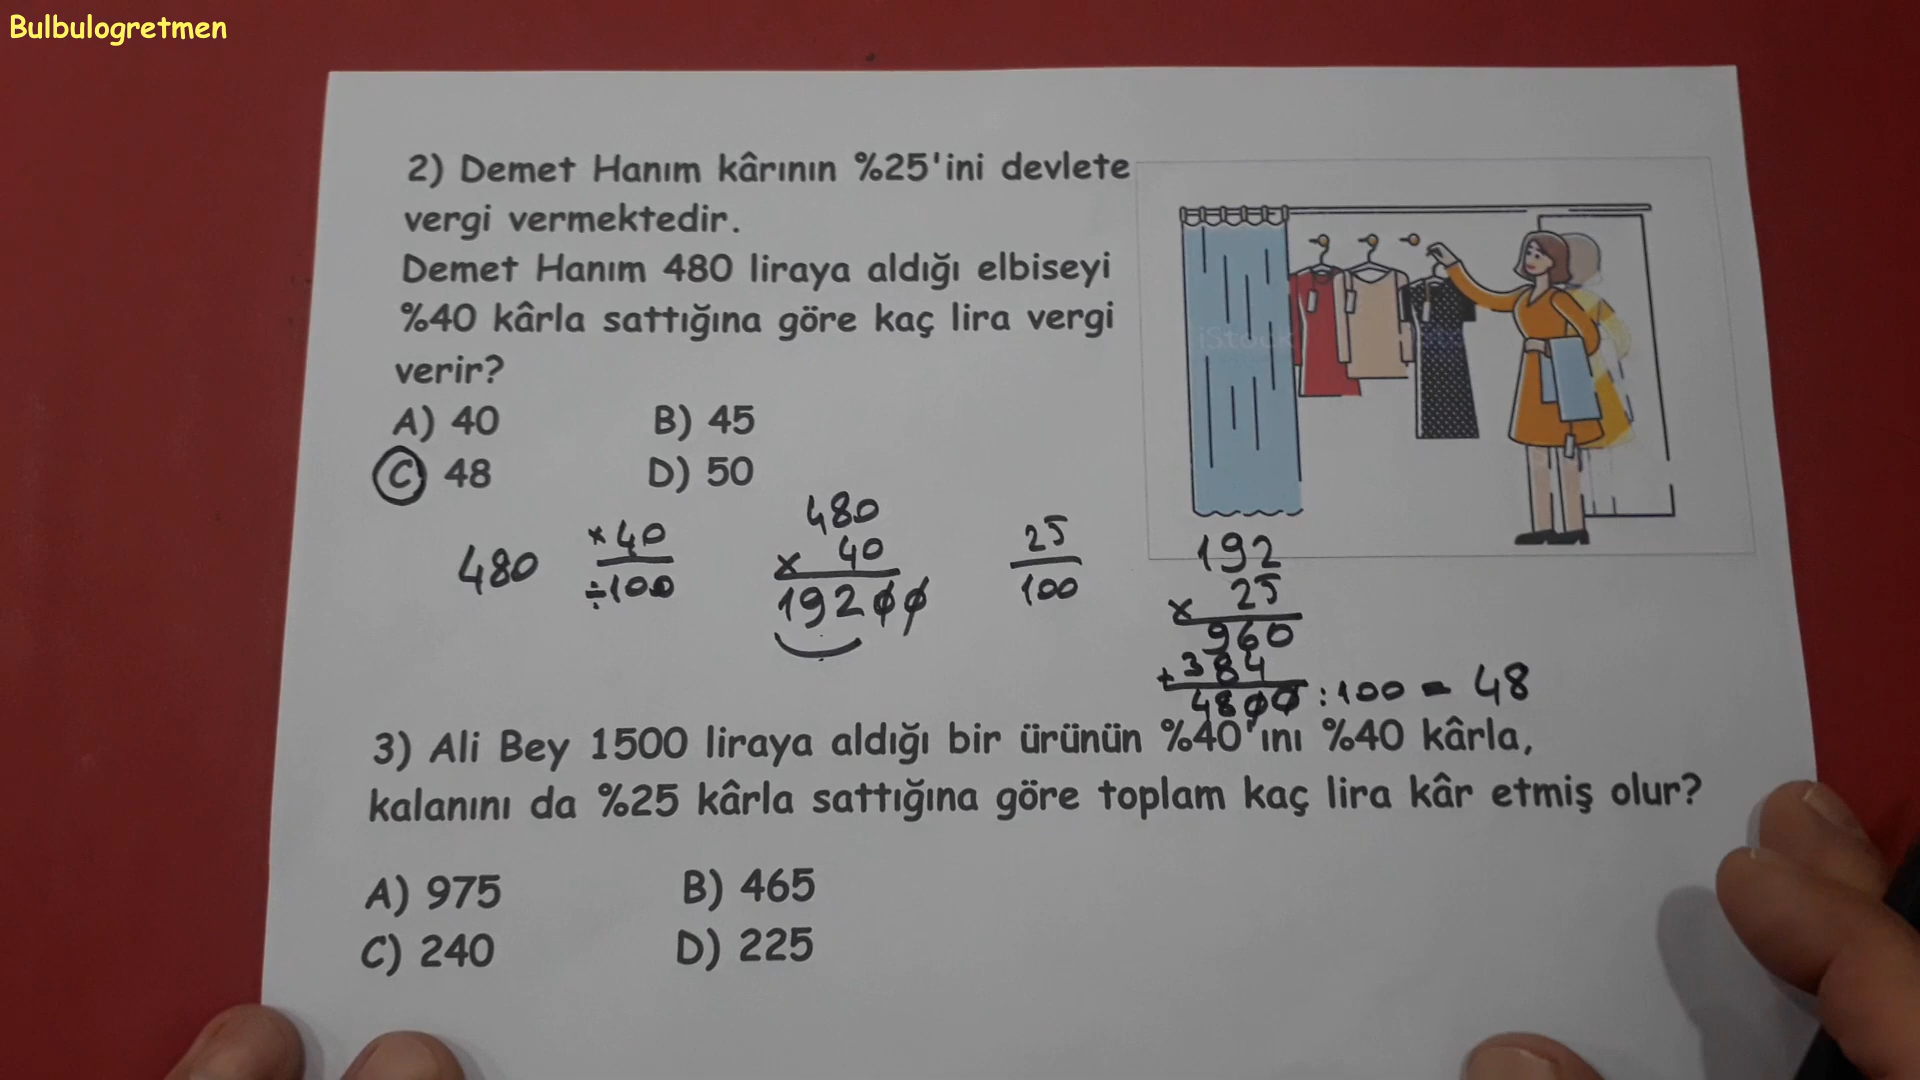 Bulbulogretmen
2) Demet Hanım kârının %25'ini devlete
vergi vermektedir.
Demet Hanım 480 liraya aldığı elbiseyi
%40 kârla sattığına göre kaç lira vergi
verir?
A) 40 B) 45
C) 48 D) 50
480 × 40
÷ 100
480
× 40
19200
25
100
192
× 25
960
+ 384
4800 : 100 = 48
iStock
3) Ali Bey 1500 liraya aldığı bir ürünün %40'ını %40 kârla,
kalanını da %25 kârla sattığına göre toplam kaç lira kâr etmiş olur?
A) 975 B) 465
C) 240 D) 225